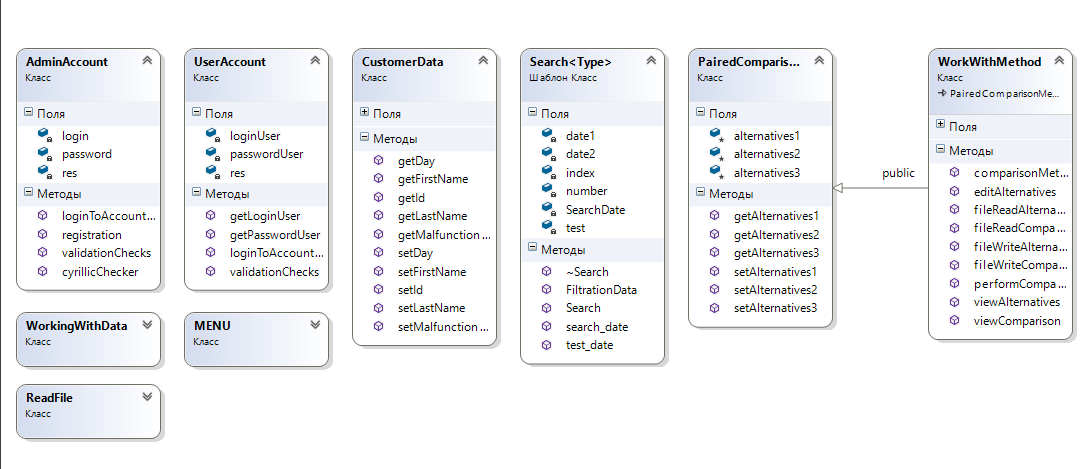 AdminAccount
Класс
Поля
login
password
res
Методы
loginToAccount...
registration
validationChecks
cyrillicChecker
UserAccount
Класс
Поля
loginUser
passwordUser
res
Методы
getLoginUser
getPasswordUser
loginToAccoun...
validationChecks
CustomerData
Класс
Поля
Методы
getDay
getFirstName
getId
getLastName
getMalfunction ...
setDay
setFirstName
setId
setLastName
setMalfunction ...
Search<Type>
Шаблон Класс
Поля
date1
date2
index
number
SearchDate
test
Методы
~Search
FiltrationData
Search
search_date
test_date
PairedComparis...
Класс
Поля
alternatives1
alternatives2
alternatives3
Методы
getAlternatives1
getAlternatives2
getAlternatives3
setAlternatives1
setAlternatives2
setAlternatives3
public
WorkWithMethod
Класс
PairedComparisonMe...
Поля
Методы
comparisonMet...
editAlternatives
fileReadAlterna...
fileReadCompa...
fileWriteAlterna...
fileWriteCompa...
performCompa...
viewAlternatives
viewComparison
WorkingWithData
Класс
MENU
Класс
ReadFile
Класс